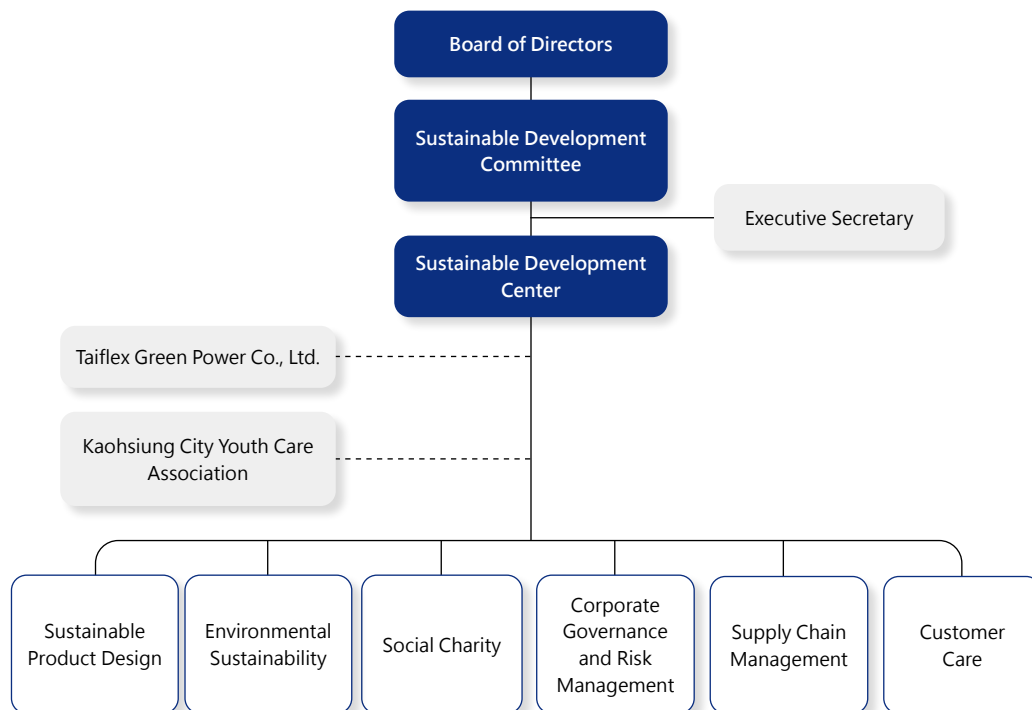 Board of Directors
Sustainable Development
Committee
Executive Secretary
Sustainable Development
Center
Taiflex Green Power Co., Ltd.
Kaohsiung City Youth Care
Association
Sustainable
Product Design
Environmental
Sustainability
Social Charity
Corporate
Governance
and Risk
Management
Supply Chain
Management
Customer
Care